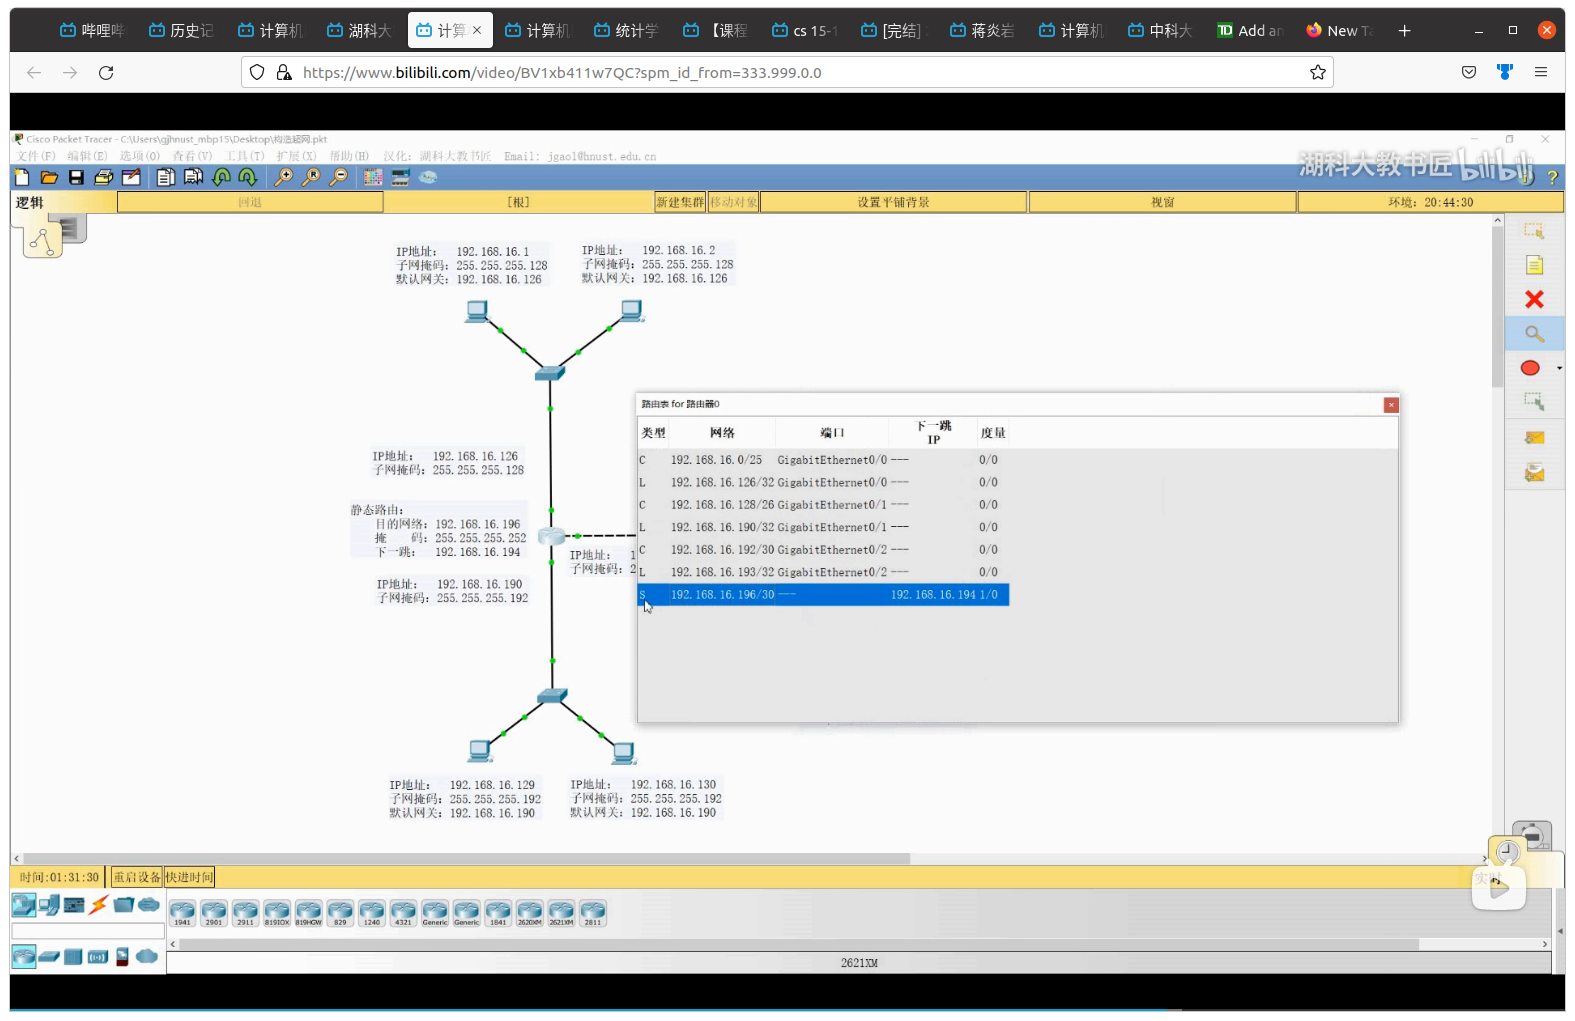 哔哩哔
历史记
计算机
湖科大
计算
计算机
统计学
【课程
cs 15-1
[完结]
蒋炎岩
计算机
中科大
Add an
New Ta
https://www.bilibili.com/video/BV1xb411w7QC?spm_id_from=333.999.0.0
Cisco Packet Tracer - C:\Users\gjhnust_mbp15\Desktop\构造超网.pkt
文件(F) 编辑(E) 选项(O) 查看(V) 工具(T) 扩展(X) 帮助(H) 汉化: 湖科大教书匠 Email: jgaol@hnust.edu.cn
湖科大教书匠 bilibili
逻辑 回退 [根] 新建集群 移动对象 设置平铺背景 视窗 环境: 20:44:30
IP地址: 192.168.16.1
子网掩码: 255.255.255.128
默认网关: 192.168.16.126
IP地址: 192.168.16.2
子网掩码: 255.255.255.128
默认网关: 192.168.16.126
IP地址: 192.168.16.126
子网掩码: 255.255.255.128
静态路由:
目的网络: 192.168.16.196
掩 码: 255.255.255.252
下一跳: 192.168.16.194
IP地址: 1
子网掩码: 2
IP地址: 192.168.16.190
子网掩码: 255.255.255.192
路由表 for 路由器0
类型 网络 端口 下一跳 IP 度量
C 192.168.16.0/25 GigabitEthernet0/0 --- 0/0
L 192.168.16.126/32 GigabitEthernet0/0 --- 0/0
C 192.168.16.128/26 GigabitEthernet0/1 --- 0/0
L 192.168.16.190/32 GigabitEthernet0/1 --- 0/0
C 192.168.16.192/30 GigabitEthernet0/2 --- 0/0
L 192.168.16.193/32 GigabitEthernet0/2 --- 0/0
S 192.168.16.196/30 --- 192.168.16.194 1/0
IP地址: 192.168.16.129
子网掩码: 255.255.255.192
默认网关: 192.168.16.190
IP地址: 192.168.16.130
子网掩码: 255.255.255.192
默认网关: 192.168.16.190
时间:01:31:30 重启设备 快进时间
实时
1941 2901 2911 819IOX 819HGW 829 1240 4321 Generic Generic 1841 2620XM 2621XM 2811
2621XM